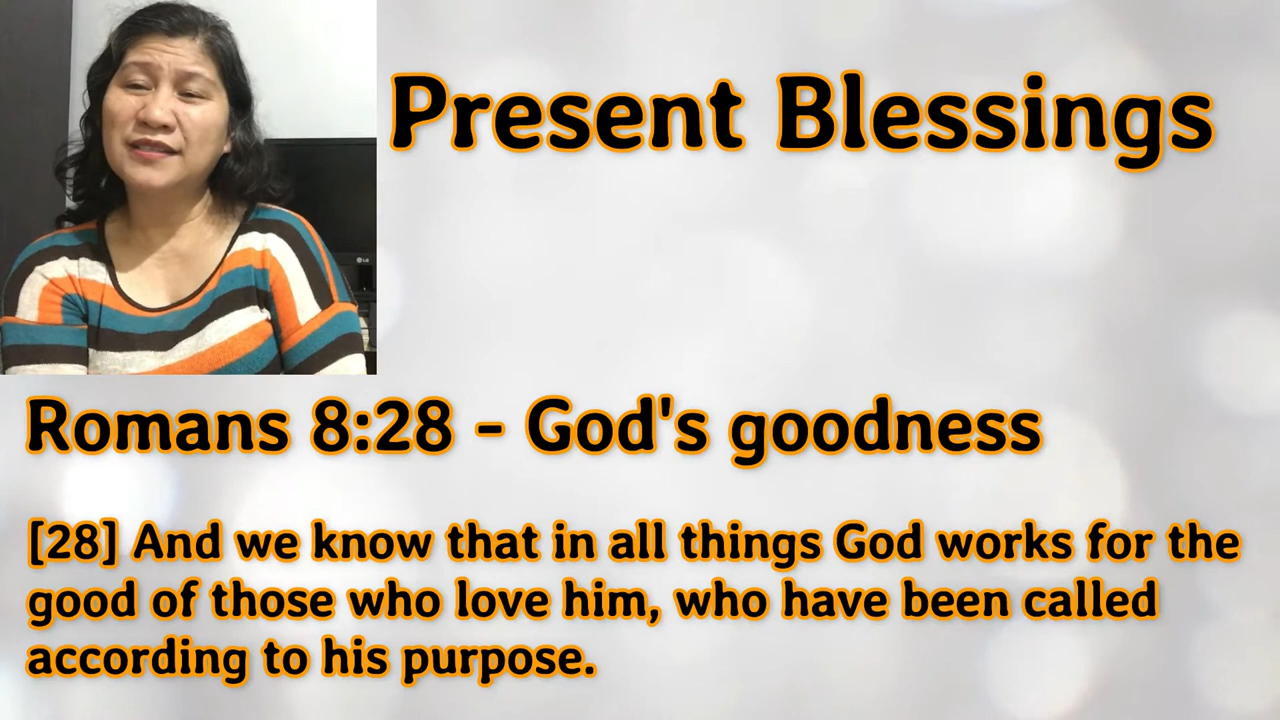 Present Blessings
LG
Romans 8:28 - God's goodness
[28] And we know that in all things God works for the
good of those who love him, who have been called
according to his purpose.